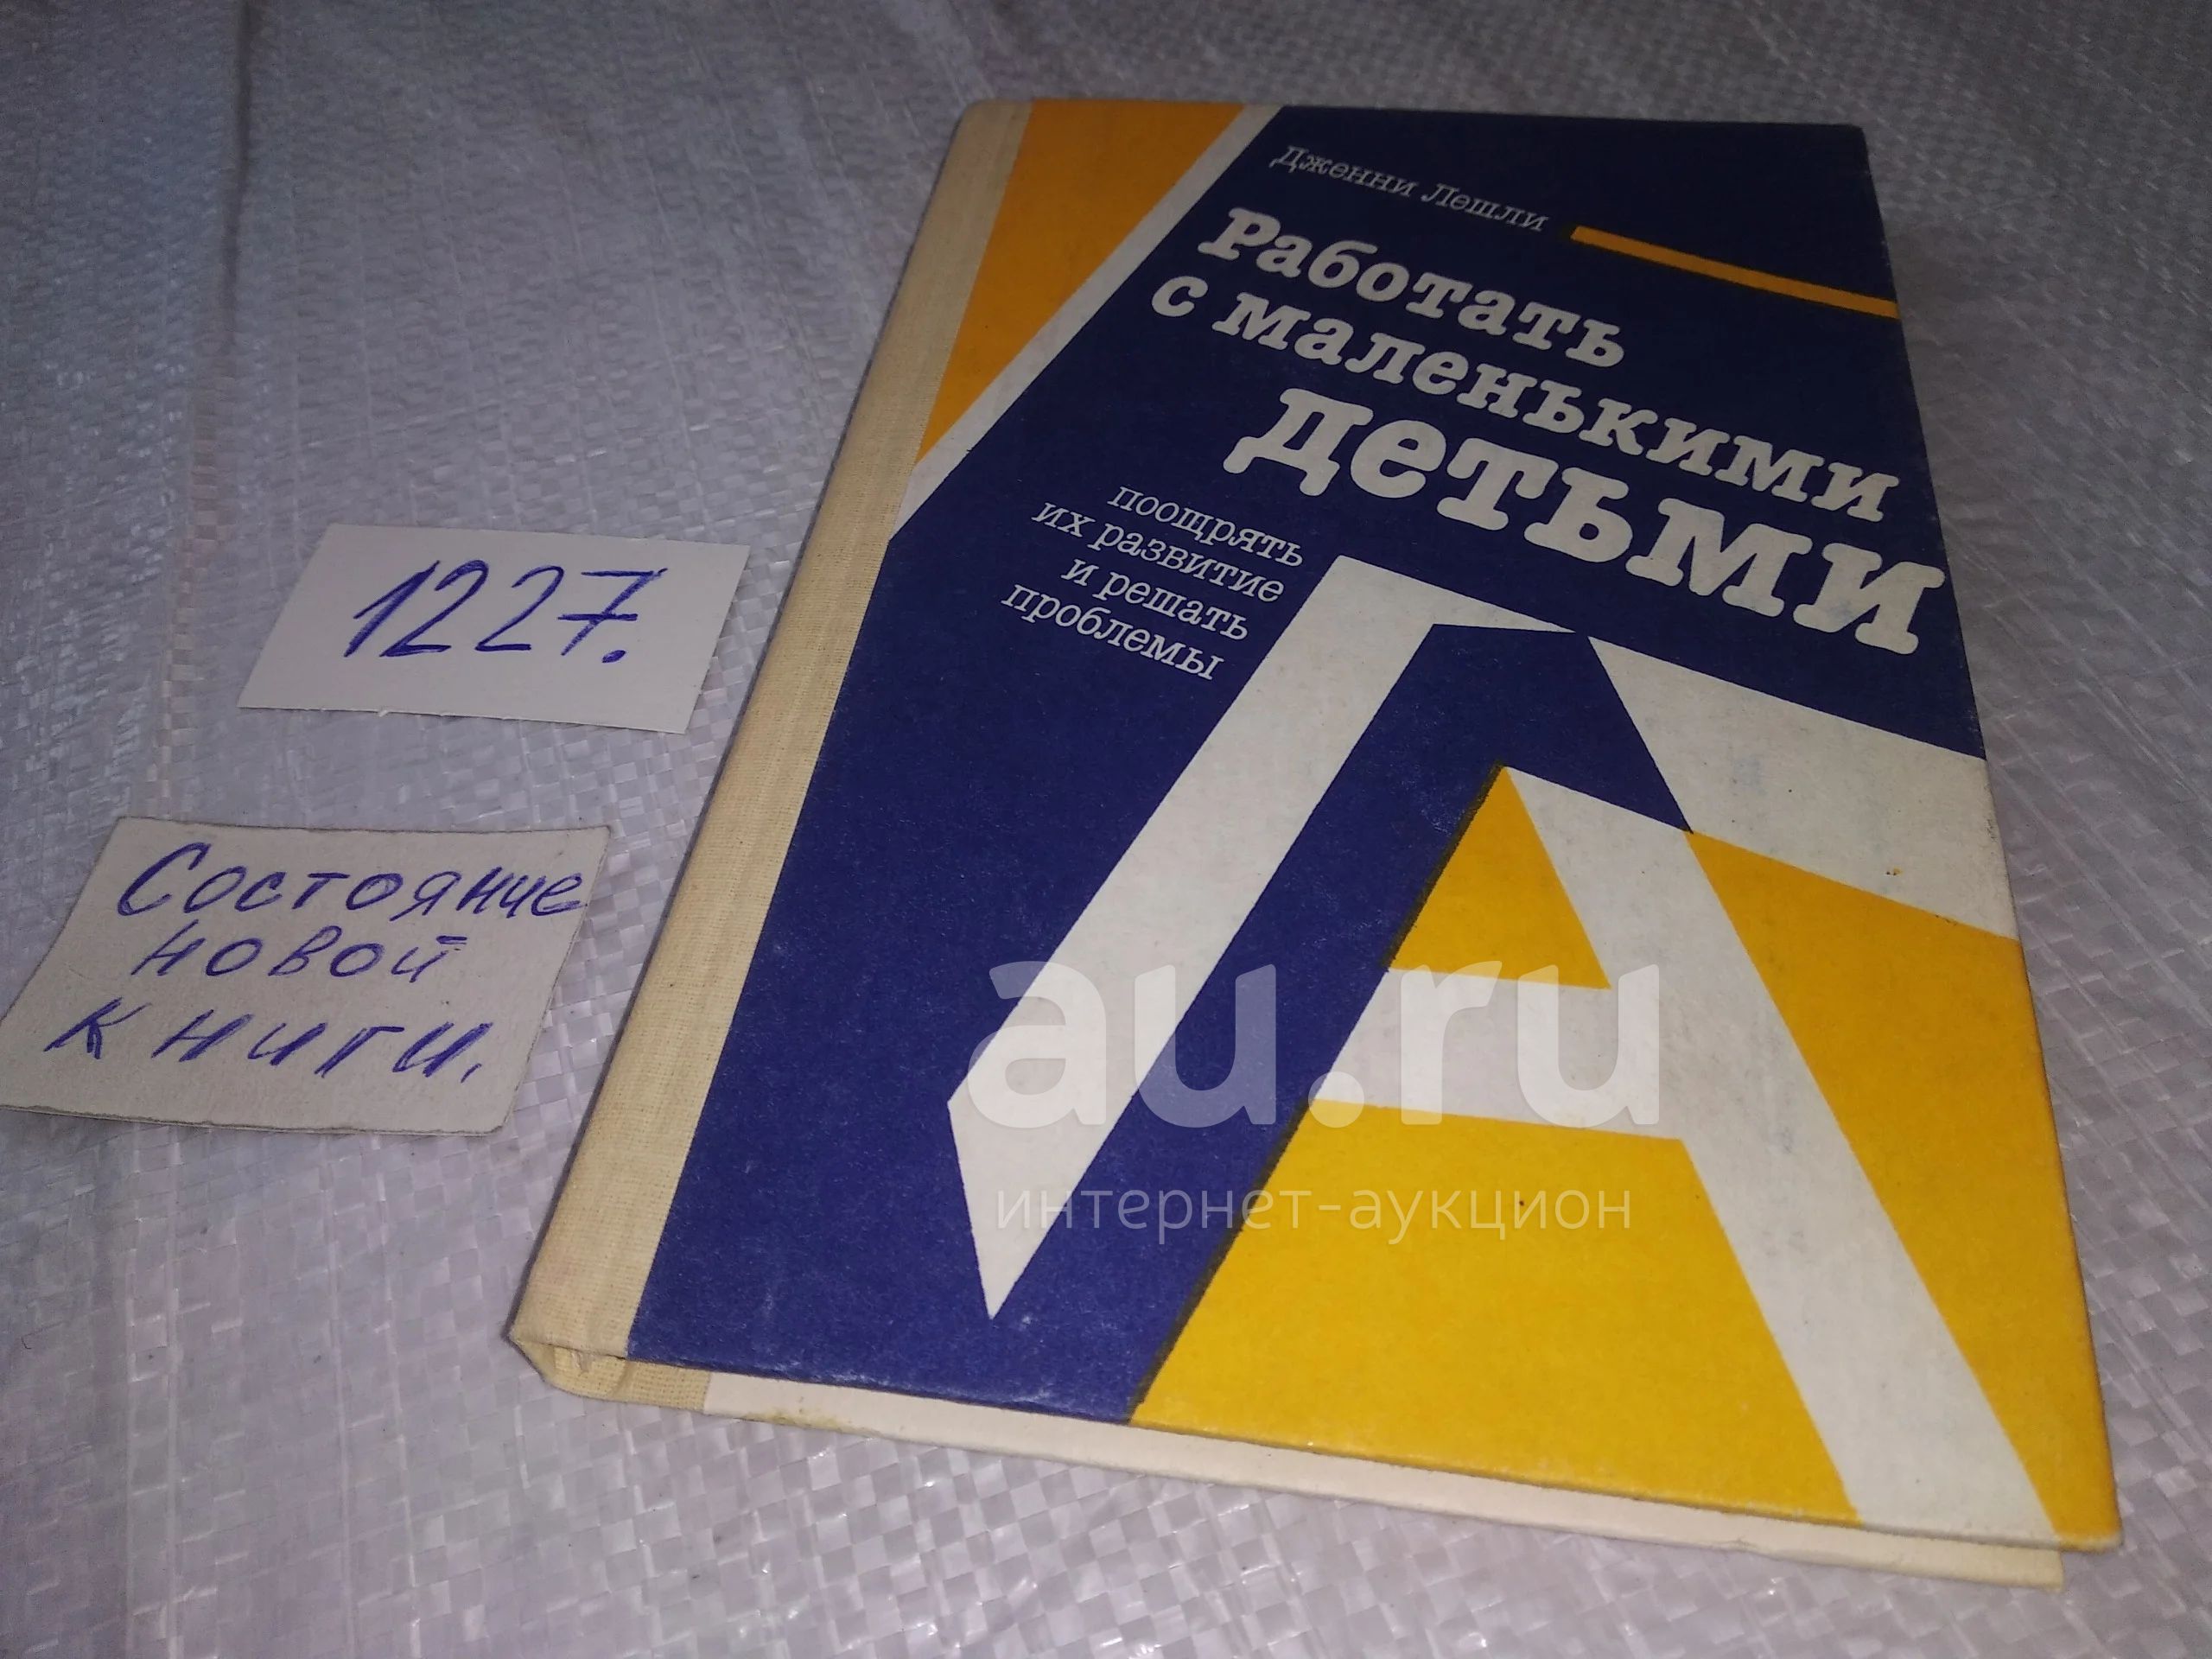 Дженни Лешли
Работать
с маленькими
детьми
поощрять
их развитие
и решать
проблемы
1227.
Состояние
новой
книги.
au.ru
интернет-аукцион